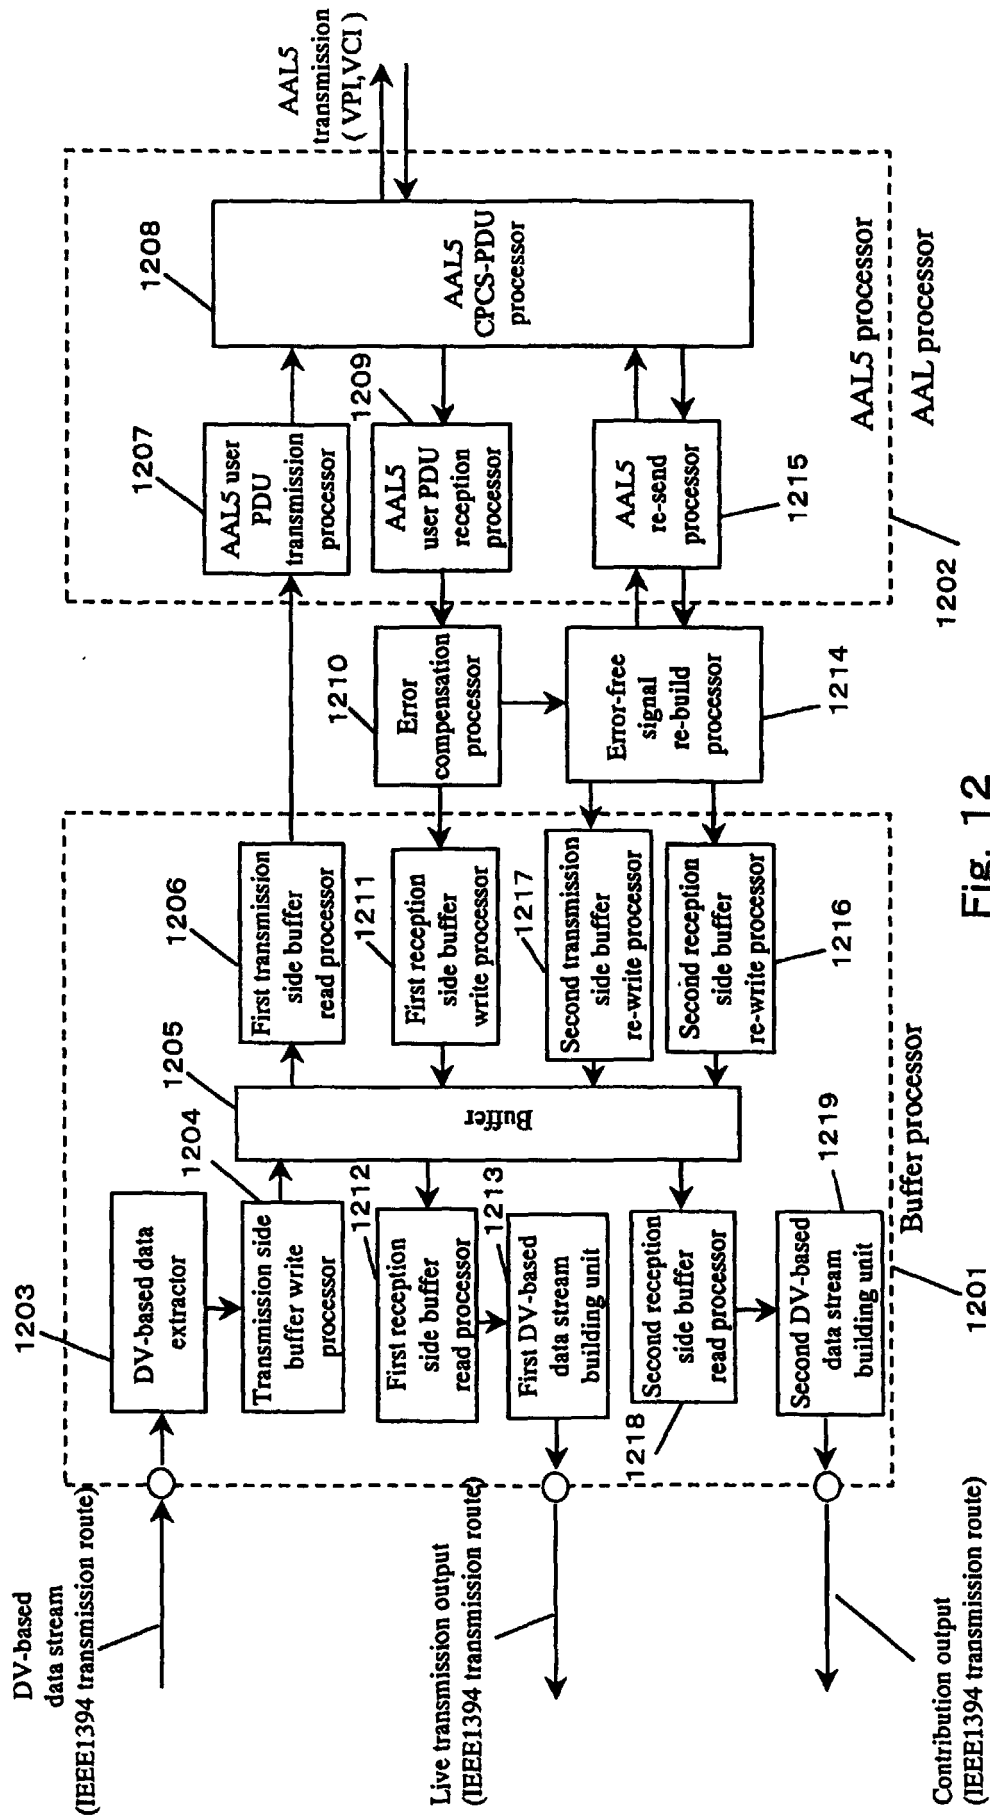 DV-based
data stream
(IEEE1394 transmission route)
1203
DV-based data
extractor
Transmission side
buffer write
processor
1204
1205
Buffer
1206
First transmission
side buffer
read processor
1207
AAL5 user
PDU
transmission
processor
1208
AAL5
CPCS-PDU
processor
AAL5
transmission
( VPI,VCI )
1209
AAL5
user PDU
reception
processor
1210
Error
compensation
processor
1211
First reception
side buffer
write processor
1212
First reception
side buffer
read processor
1213
First DV-based
data stream
building unit
Live transmission output
(IEEE1394 transmission route)
AAL5
re-send
processor
1215
Error-free
signal
re-build
processor
1214
1217
Second transmission
side buffer
re-write processor
Second reception
side buffer
re-write processor
1216
Second reception
side buffer
read processor
1218
1219
Second DV-based
data stream
building unit
Contribution output
(IEEE1394 transmission route)
Buffer processor
1201
AAL5 processor
AAL processor
1202
Fig. 12